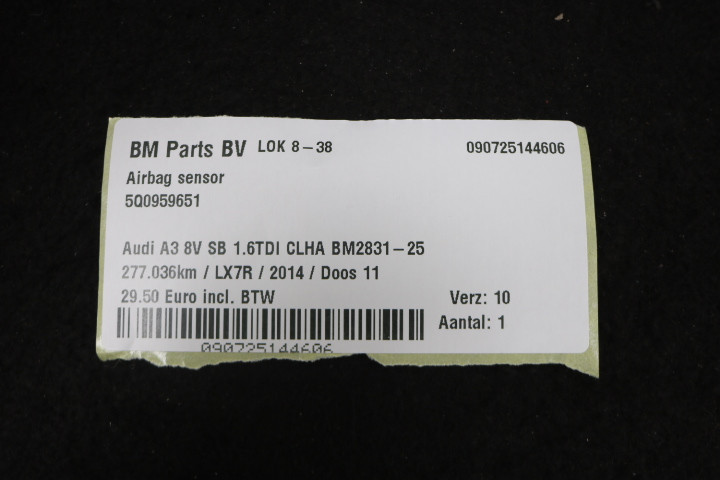 BM Parts BV LOK 8-38 090725144606
Airbag sensor
5Q0959651
Audi A3 8V SB 1.6TDI CLHA BM2831-25
277.036km / LX7R / 2014 / Doos 11
29.50 Euro incl. BTW Verz: 10
Aantal: 1
090725144606